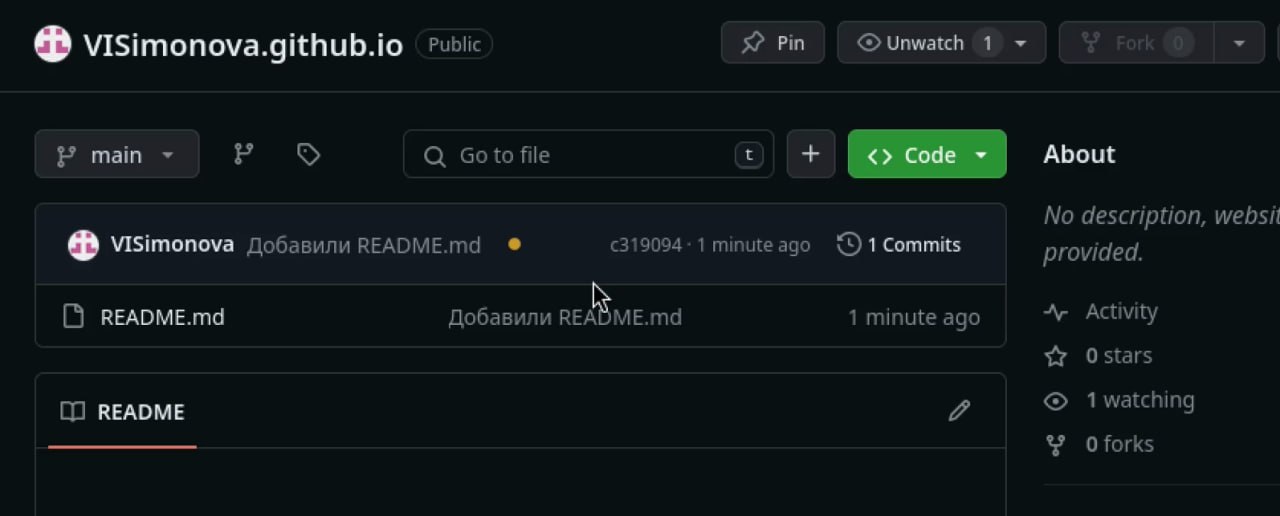 VISimonova.github.io Public Pin Unwatch 1 Fork 0
main Go to file t + Code
VISimonova Добавили README.md c319094 · 1 minute ago 1 Commits
README.md Добавили README.md 1 minute ago
README
About
No description, websit
provided.
Activity
0 stars
1 watching
0 forks